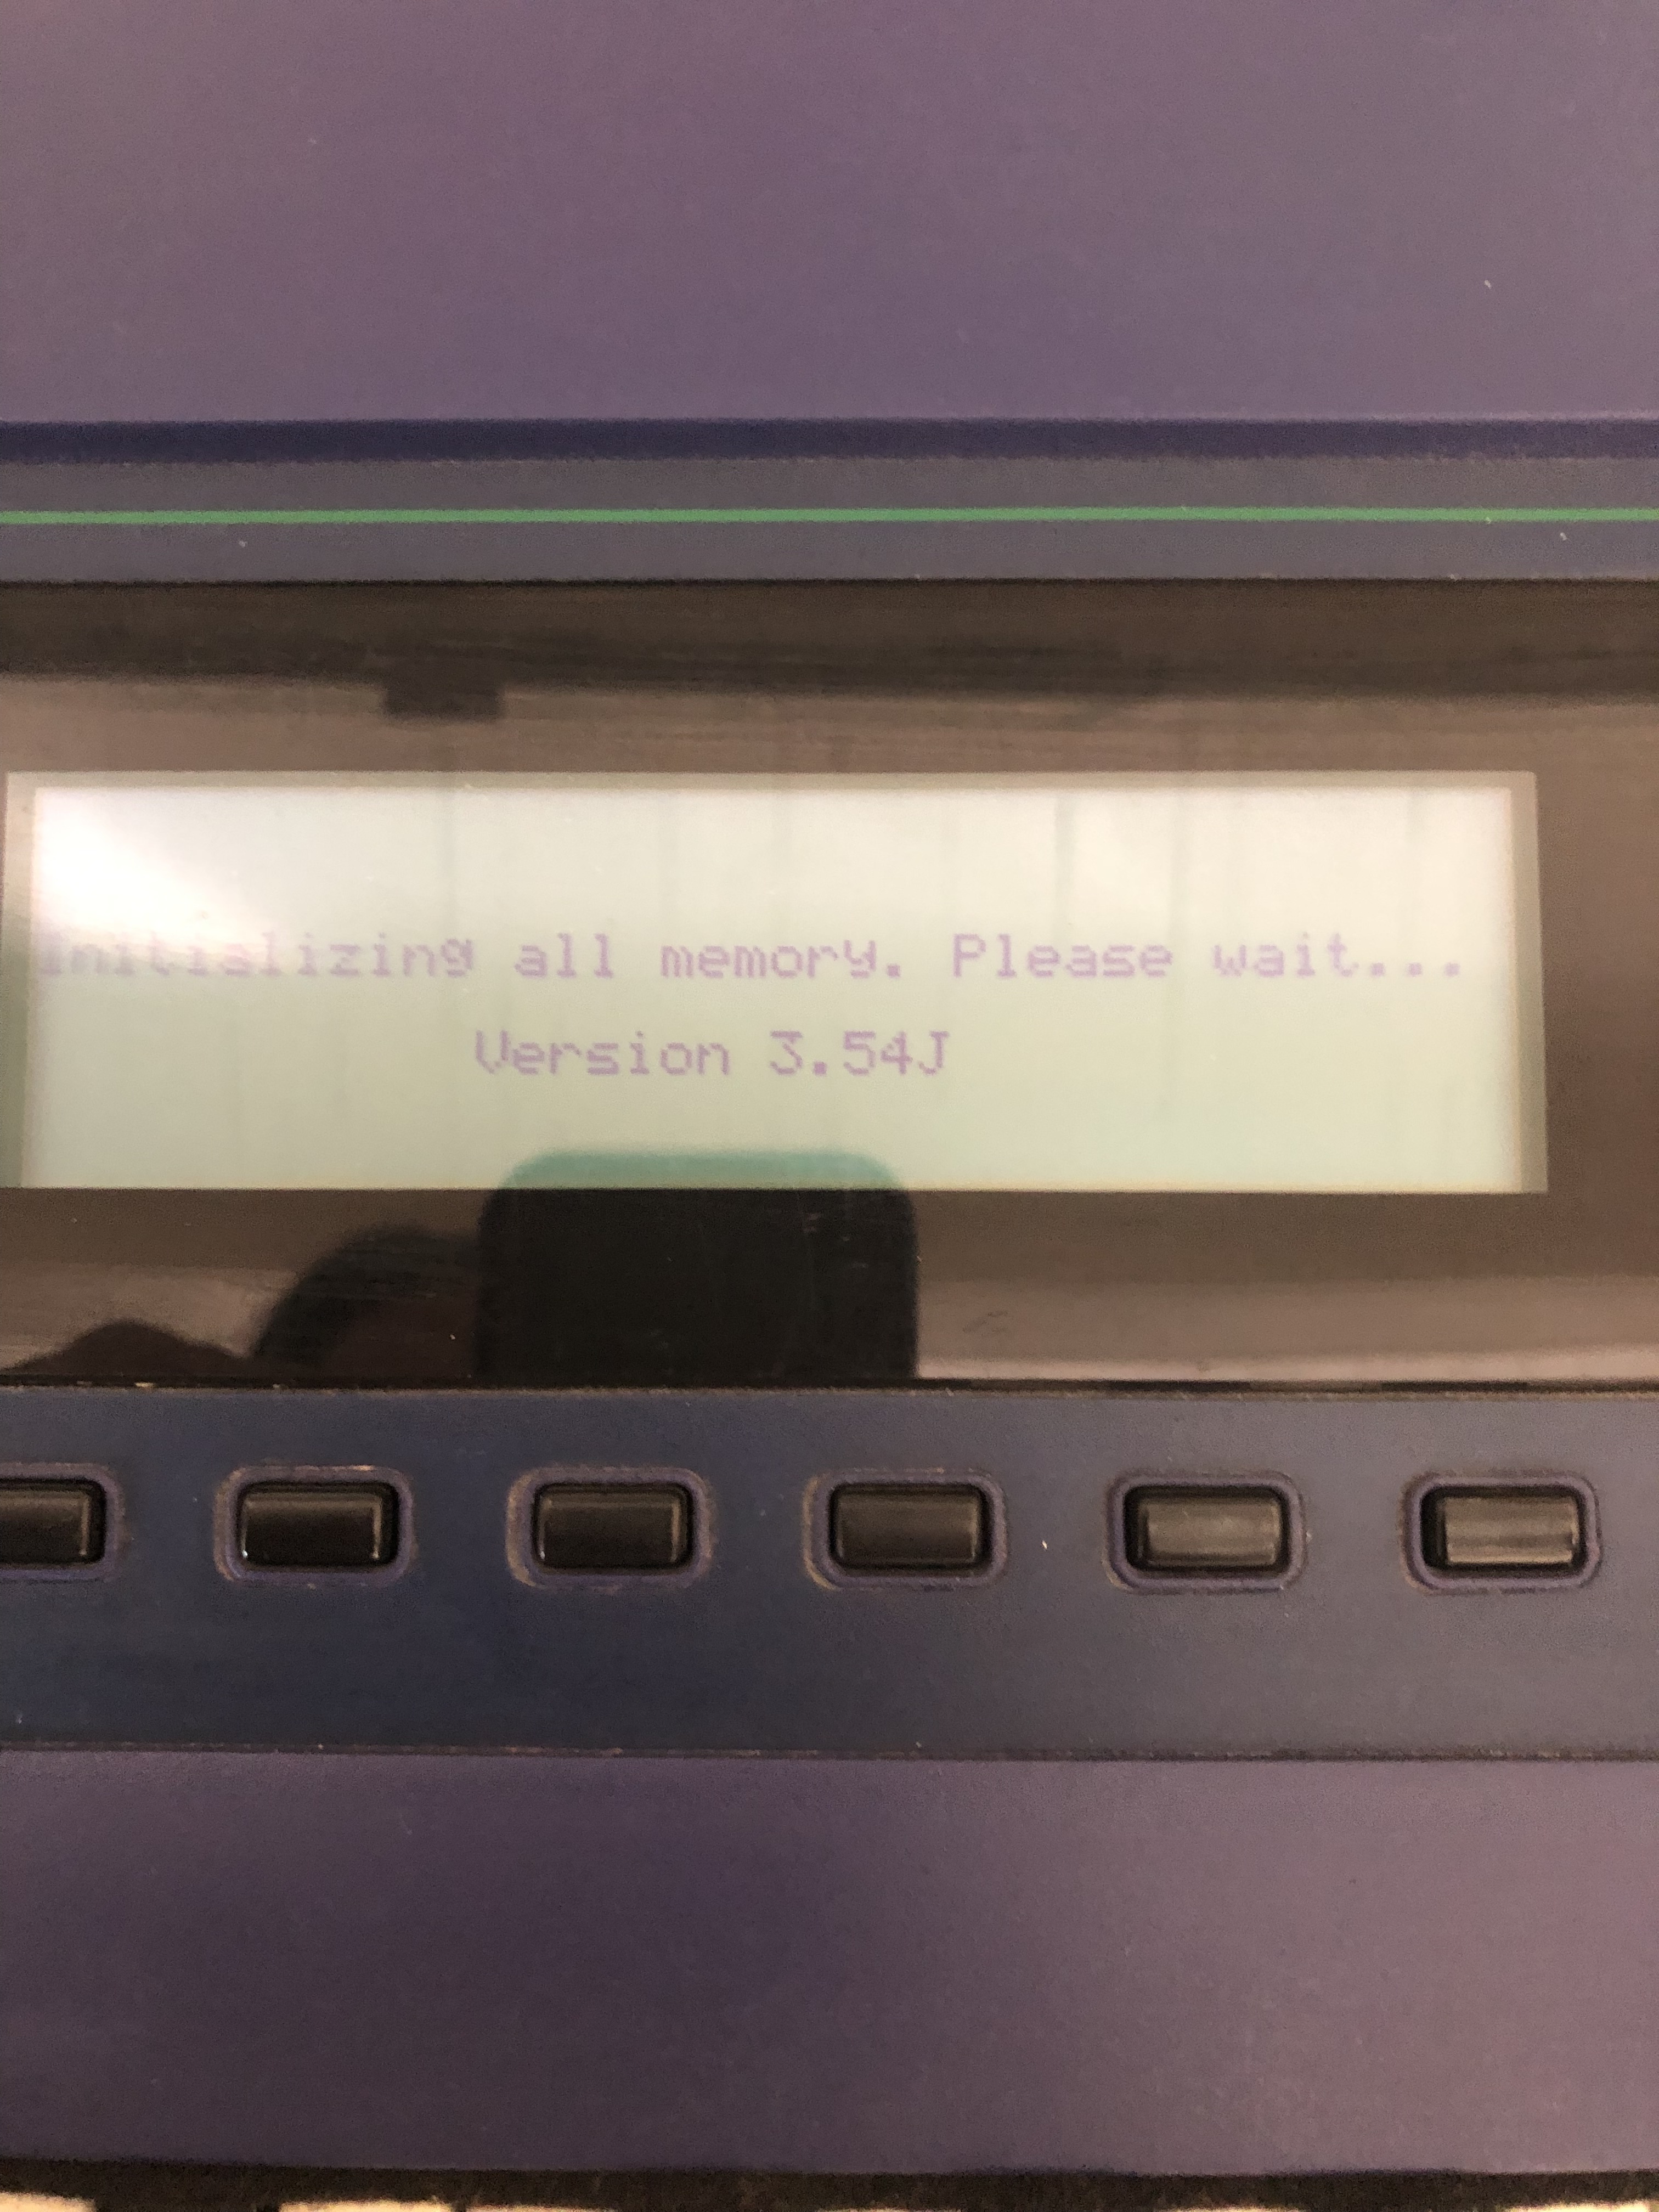 Initializing all memory. Please wait...
Version 3.54J